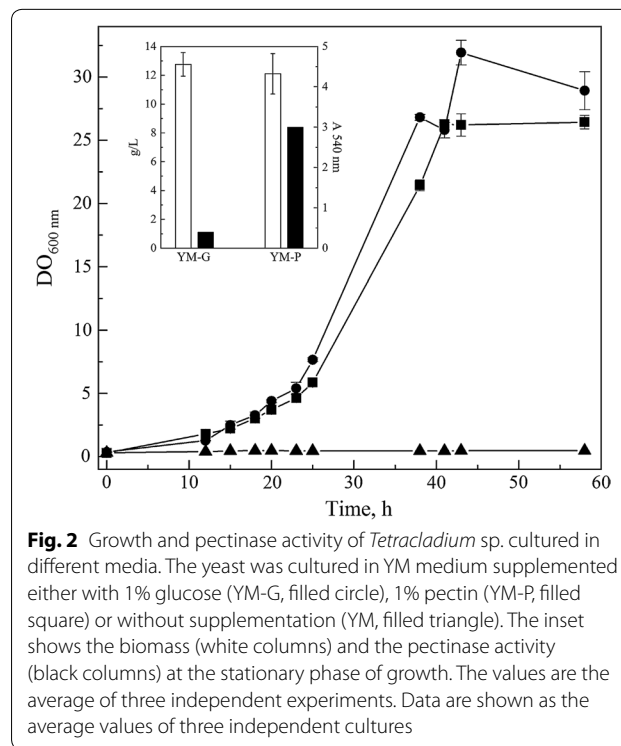 14
12
10
8
6
4
2
0
g/L
5
4
3
2
1
0
A 540 nm
YM-G YM-P
30
25
20
15
10
5
0
DO600 nm
0 10 20 30 40 50 60
Time, h
Fig. 2 Growth and pectinase activity of Tetracladium sp. cultured in
different media. The yeast was cultured in YM medium supplemented
either with 1% glucose (YM-G, filled circle), 1% pectin (YM-P, filled
square) or without supplementation (YM, filled triangle). The inset
shows the biomass (white columns) and the pectinase activity
(black columns) at the stationary phase of growth. The values are the
average of three independent experiments. Data are shown as the
average values of three independent cultures